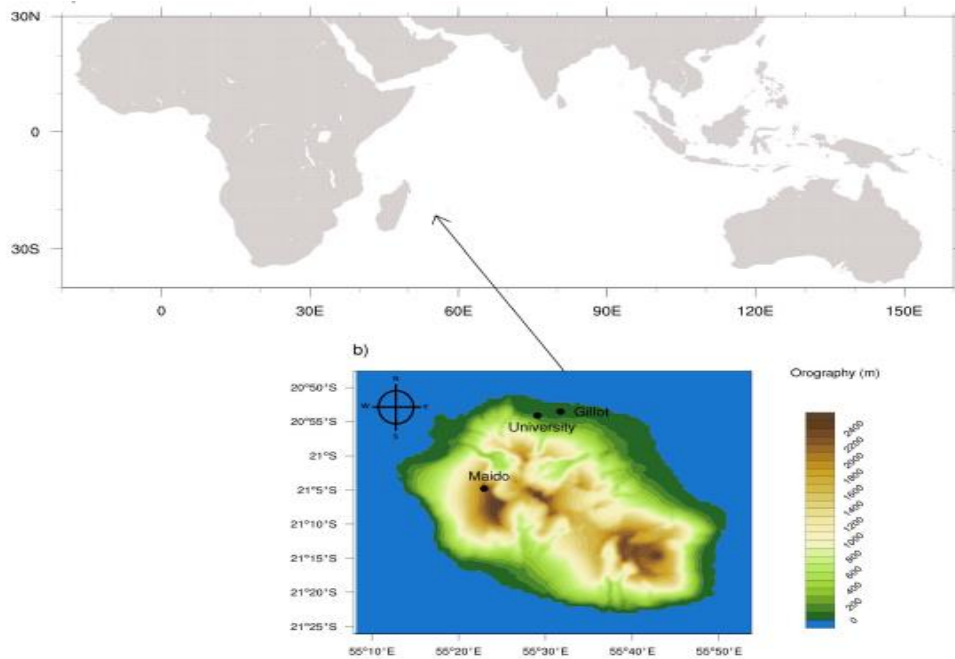 30N
0
30S
0
30E
60E
90E
120E
150E
b)
Orography (m)
N
W
E
S
20°50'S
20°55'S
21°S
21°5'S
21°10'S
21°15'S
21°20'S
21°25'S
Gillot
University
Maido
55°10'E
55°20'E
55°30'E
55°40'E
55°50'E
2400
2200
2000
1800
1600
1400
1200
1000
800
600
400
200
0